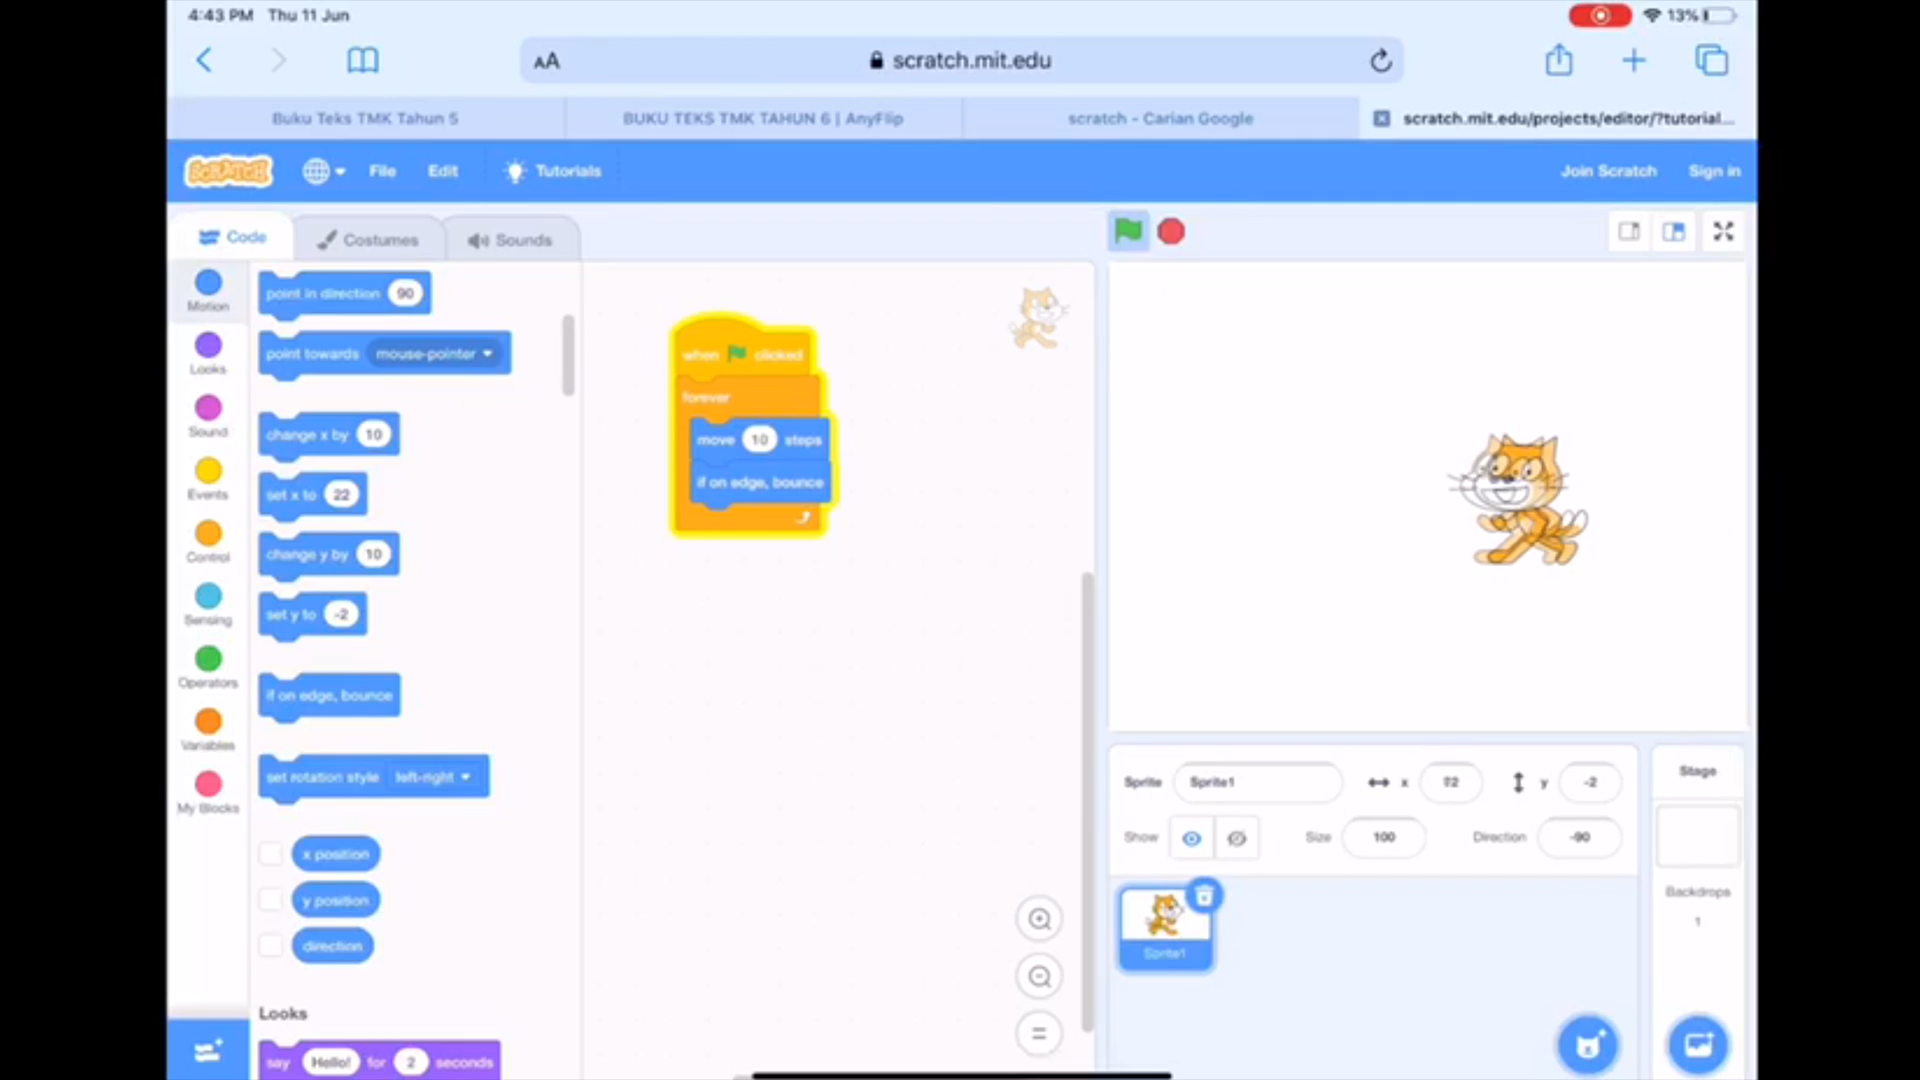 4:43 PM Thu 11 Jun
13%
AA
scratch.mit.edu
Buku Teks TMK Tahun 5
BUKU TEKS TMK TAHUN 6 | AnyFlip
scratch - Carian Google
scratch.mit.edu/projects/editor/?tutorial...
SCRATCH
File
Edit
Tutorials
Join Scratch
Sign in
Code
Costumes
Sounds
Motion
Looks
Sound
Events
Control
Sensing
Operators
Variables
My Blocks
point in direction 90
point towards mouse-pointer
change x by 10
set x to 22
change y by 10
set y to -2
if on edge, bounce
set rotation style left-right
x position
y position
direction
Looks
say Hello! for 2 seconds
when clicked
forever
move 10 steps
if on edge, bounce
Sprite Sprite1
x
y -2
Show
Size 100
Direction -90
Sprite1
Stage
Backdrops
1